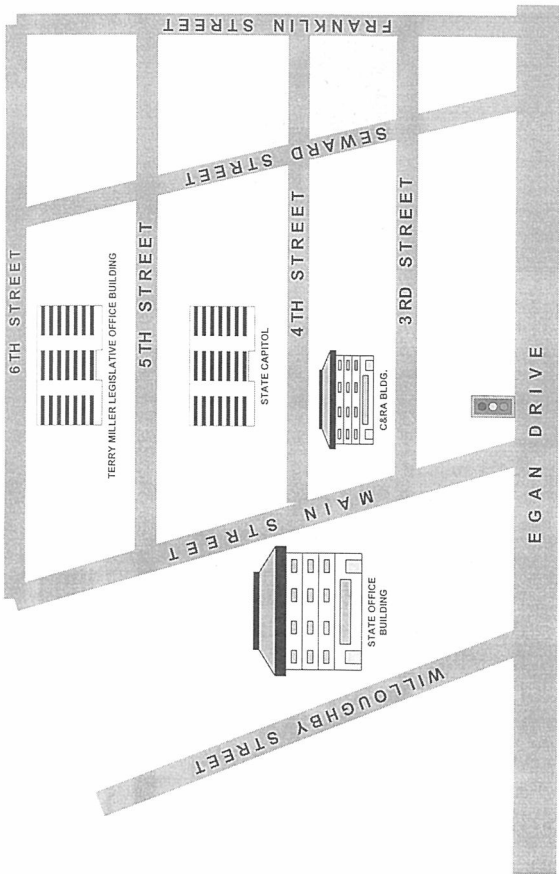 FRANKLIN STREET
SEWARD STREET
6TH STREET
5TH STREET
4TH STREET
3RD STREET
TERRY MILLER LEGISLATIVE OFFICE BUILDING
STATE CAPITOL
C&RA BLDG.
EGAN DRIVE
MAIN STREET
STATE OFFICE
BUILDING
WILLOUGHBY STREET